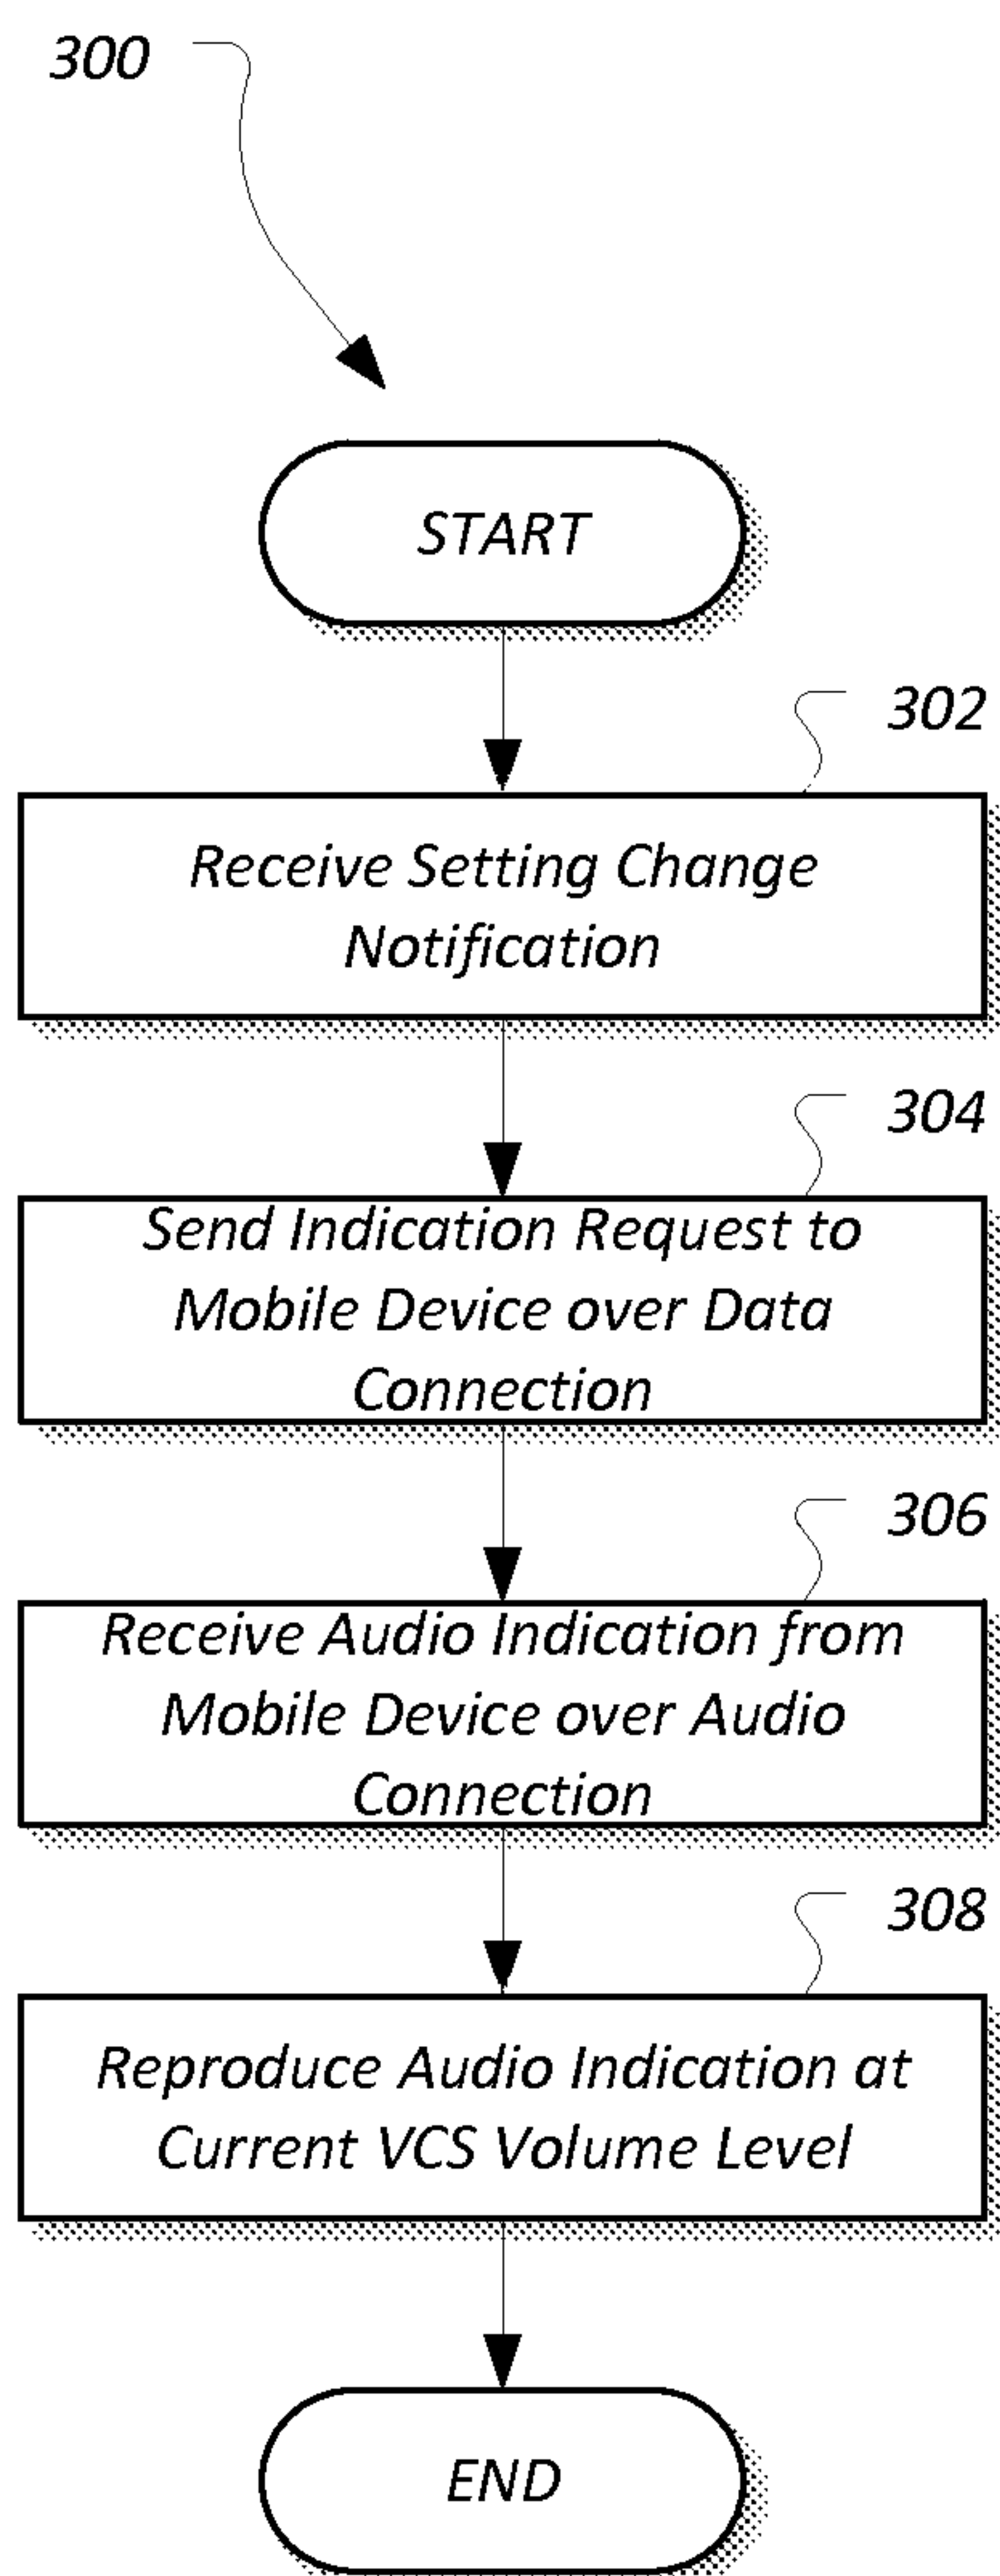 300
START
302
Receive Setting Change
Notification
304
Send Indication Request to
Mobile Device over Data
Connection
306
Receive Audio Indication from
Mobile Device over Audio
Connection
308
Reproduce Audio Indication at
Current VCS Volume Level
END